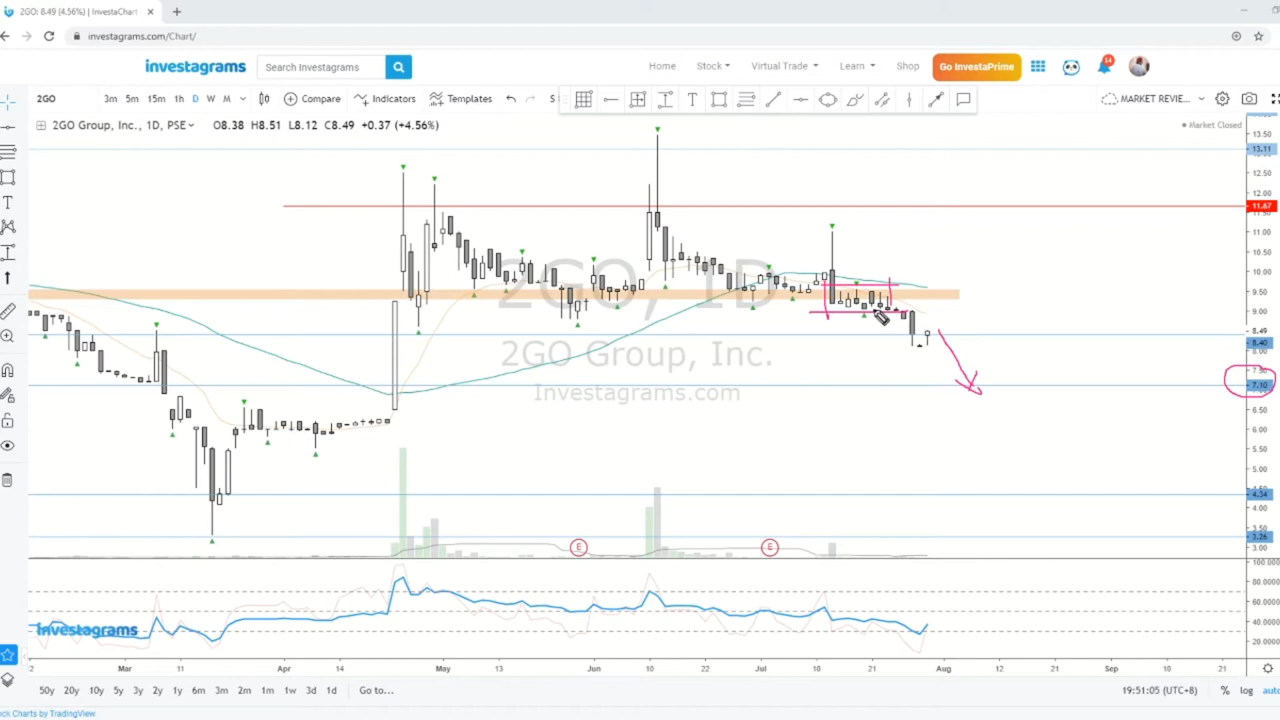 2GO: 8.49 (4.56%) | InvestaChart
investagrams.com/Chart/
investagrams
Search Investagrams
Home Stock Virtual Trade Learn Shop
Go InvestaPrime
14
2GO
3m 5m 15m 1h D W M
Compare
Indicators
Templates
S
MARKET REVIE...
2GO Group, Inc., 1D, PSE
O8.38 H8.51 L8.12 C8.49 +0.37 (+4.56%)
Market Closed
13.50
13.11
12.50
12.00
11.67
11.50
11.00
10.50
10.00
9.50
9.00
8.49
8.40
8.00
7.50
7.10
6.50
6.00
5.50
5.00
4.34
4.00
3.50
3.26
3.00
2GO, 1D
2GO Group, Inc.
Investagrams.com
E
E
100.0000
80.0000
60.0000
40.0000
20.0000
investagrams
Mar 11 Apr 14 May 13 Jun 10 22 Jul 10 21 Aug 12 21 Sep 10 21
50y 20y 10y 5y 3y 2y 1y 6m 3m 2m 1m 1w 3d 1d Go to...
19:51:05 (UTC+8)
% log auto
ock Charts by TradingView